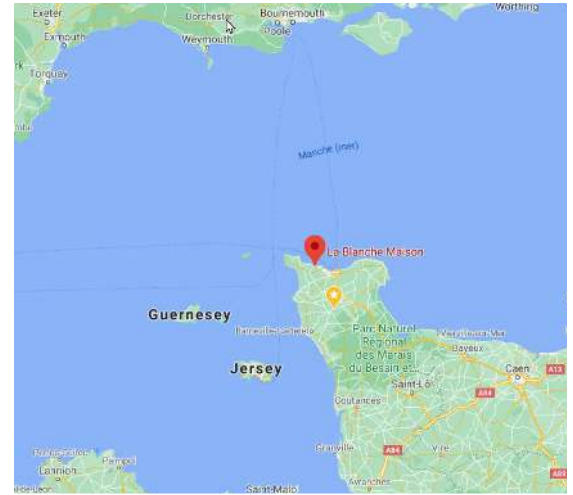 Exeter
Dorchester
Bournemouth
Worthing
Exmouth
Weymouth
Poole
Torquay
Manche (mer)
La Blanche Maison
Guernesey
Parc Naturel
Régional
des Marais
du Bessin et...
Bayeux
Jersey
Caen
A13
Saint-Lô
A84
Coutances
Granville
A84
Vire
Paimpol
Lannion
Avranches
Saint-Malo